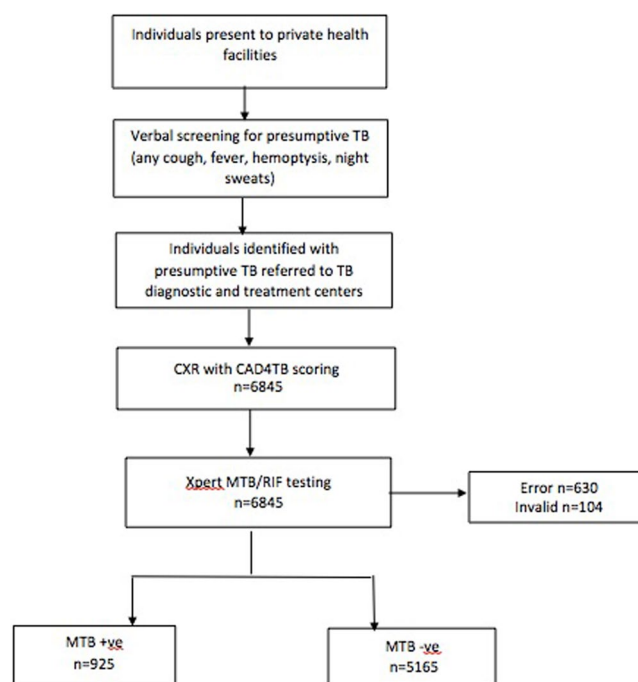 Individuals present to private health
facilities
Verbal screening for presumptive TB
(any cough, fever, hemoptysis, night
sweats)
Individuals identified with
presumptive TB referred to TB
diagnostic and treatment centers
CXR with CAD4TB scoring
n=6845
Xpert MTB/RIF testing
n=6845
Error n=630
Invalid n=104
MTB +ve
n=925
MTB -ve
n=5165